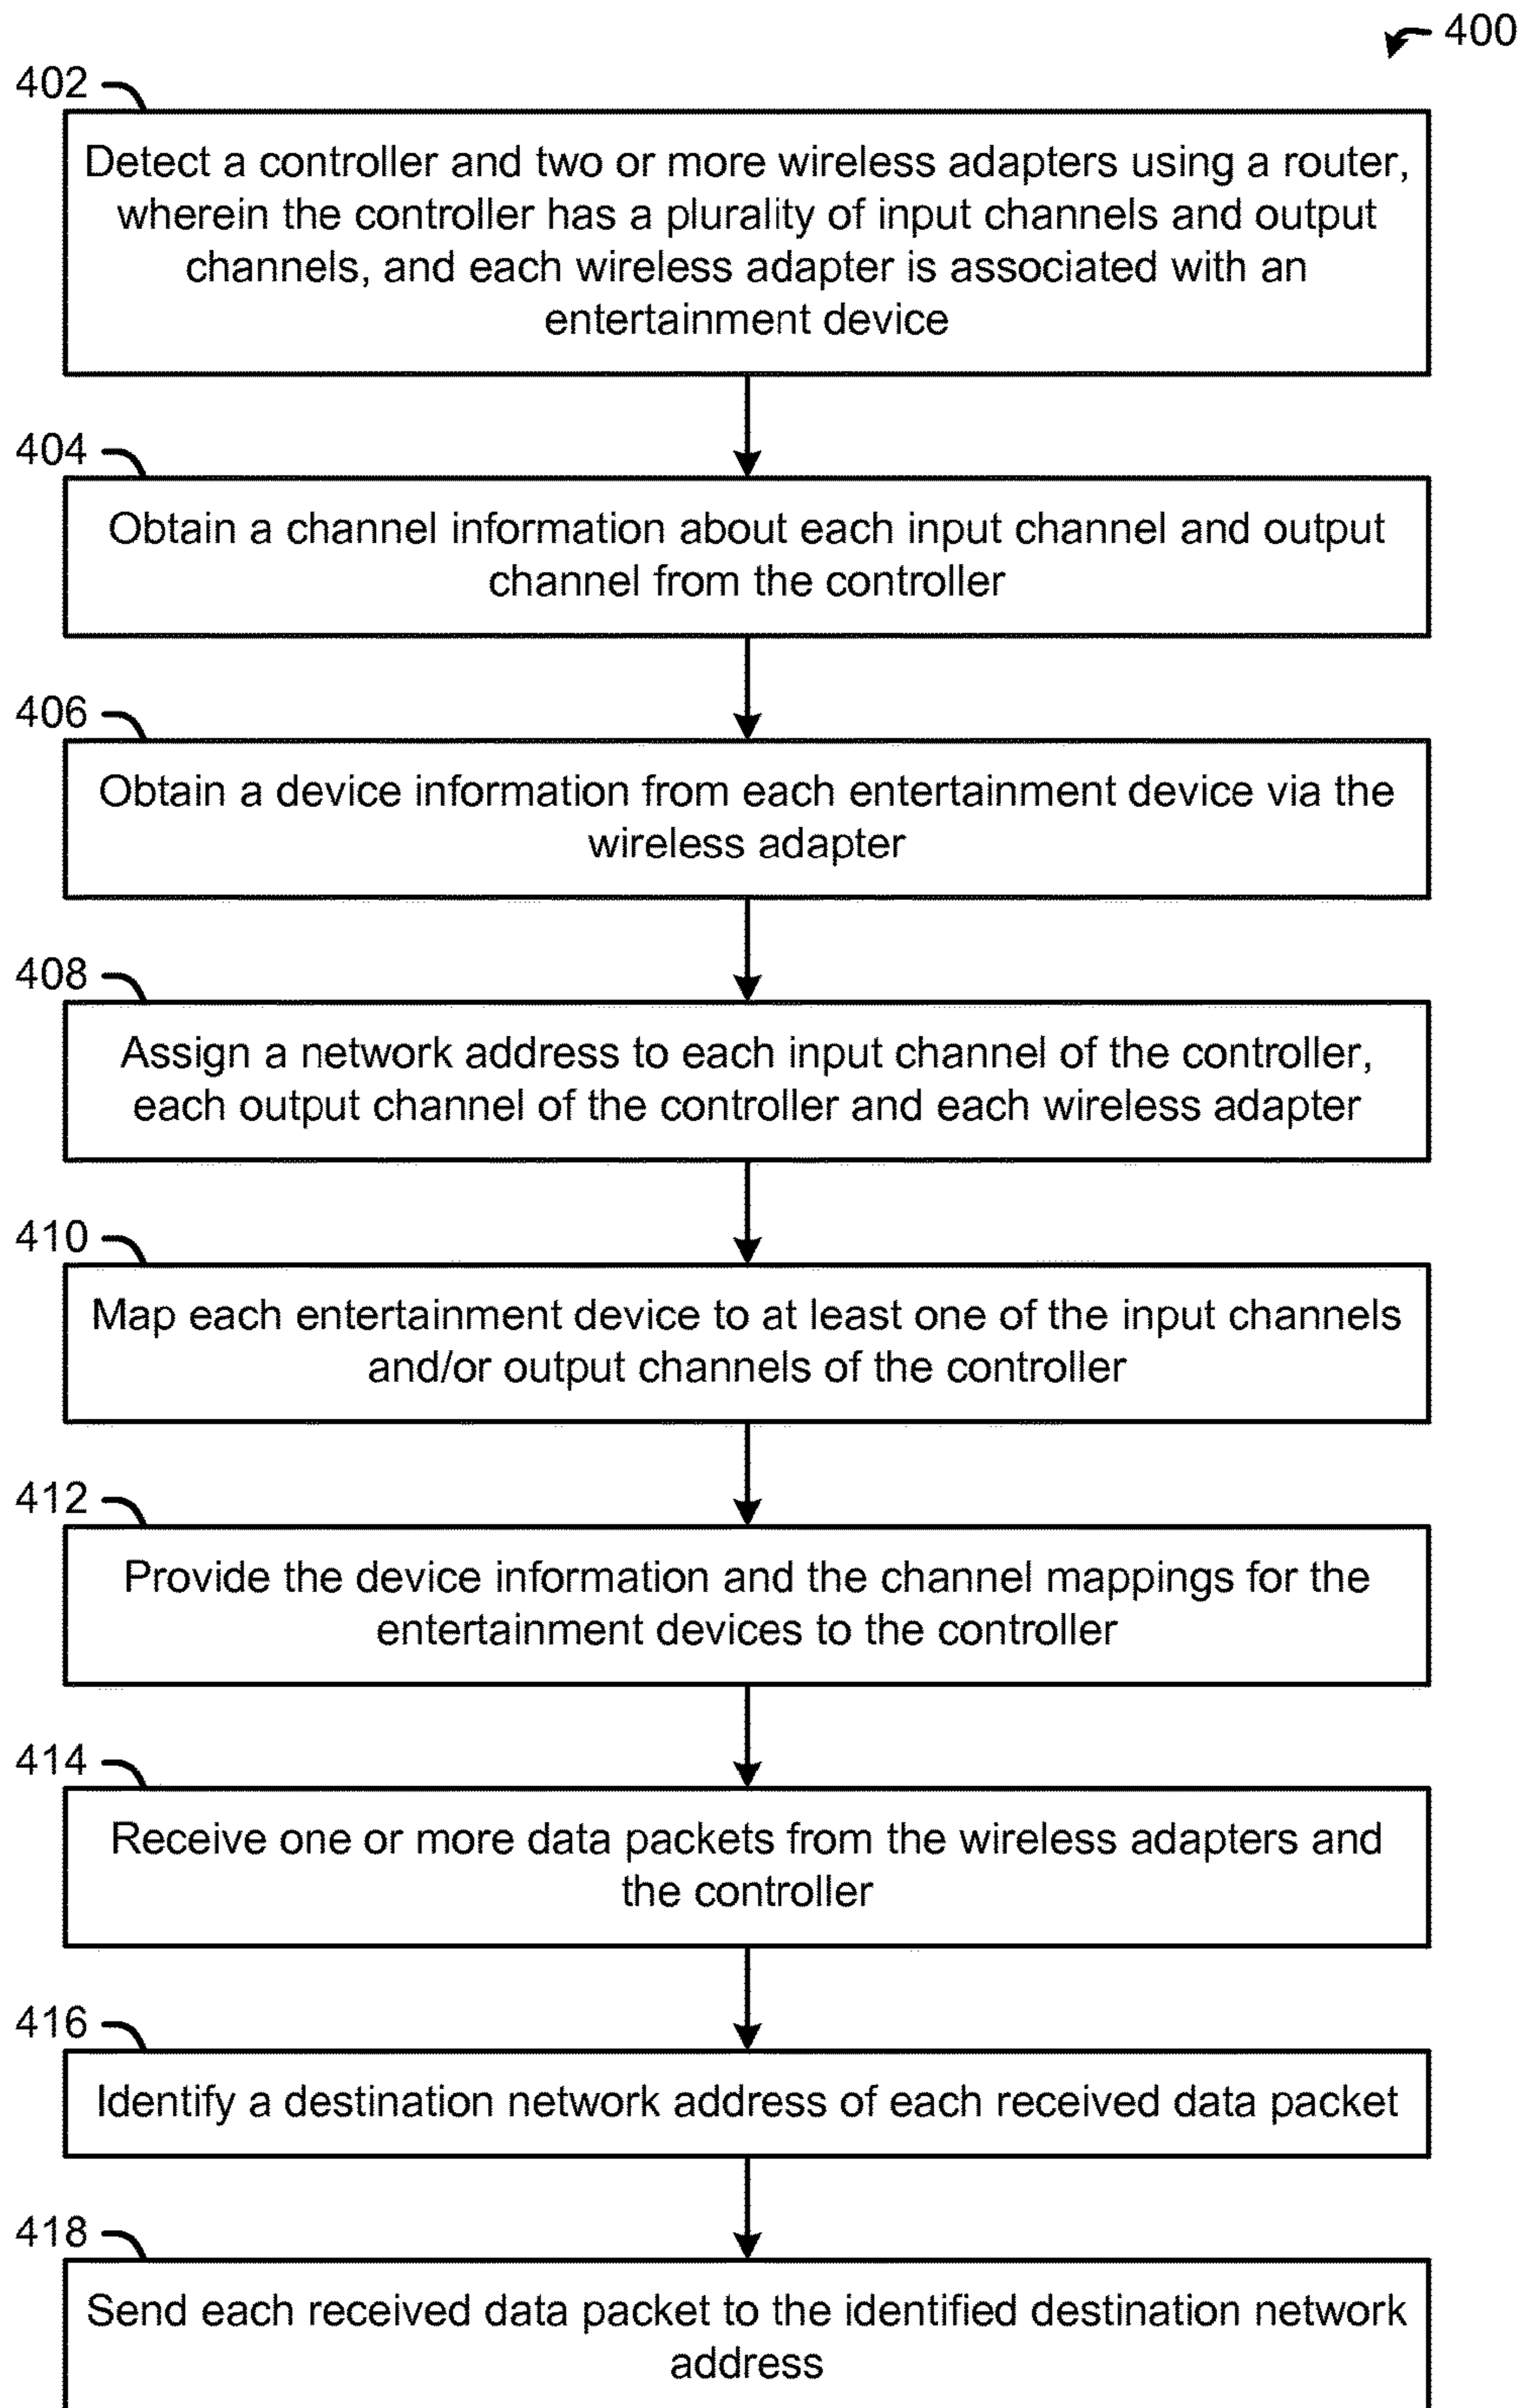 400
402
Detect a controller and two or more wireless adapters using a router,
wherein the controller has a plurality of input channels and output
channels, and each wireless adapter is associated with an
entertainment device
404
Obtain a channel information about each input channel and output
channel from the controller
406
Obtain a device information from each entertainment device via the
wireless adapter
408
Assign a network address to each input channel of the controller,
each output channel of the controller and each wireless adapter
410
Map each entertainment device to at least one of the input channels
and/or output channels of the controller
412
Provide the device information and the channel mappings for the
entertainment devices to the controller
414
Receive one or more data packets from the wireless adapters and
the controller
416
Identify a destination network address of each received data packet
418
Send each received data packet to the identified destination network
address